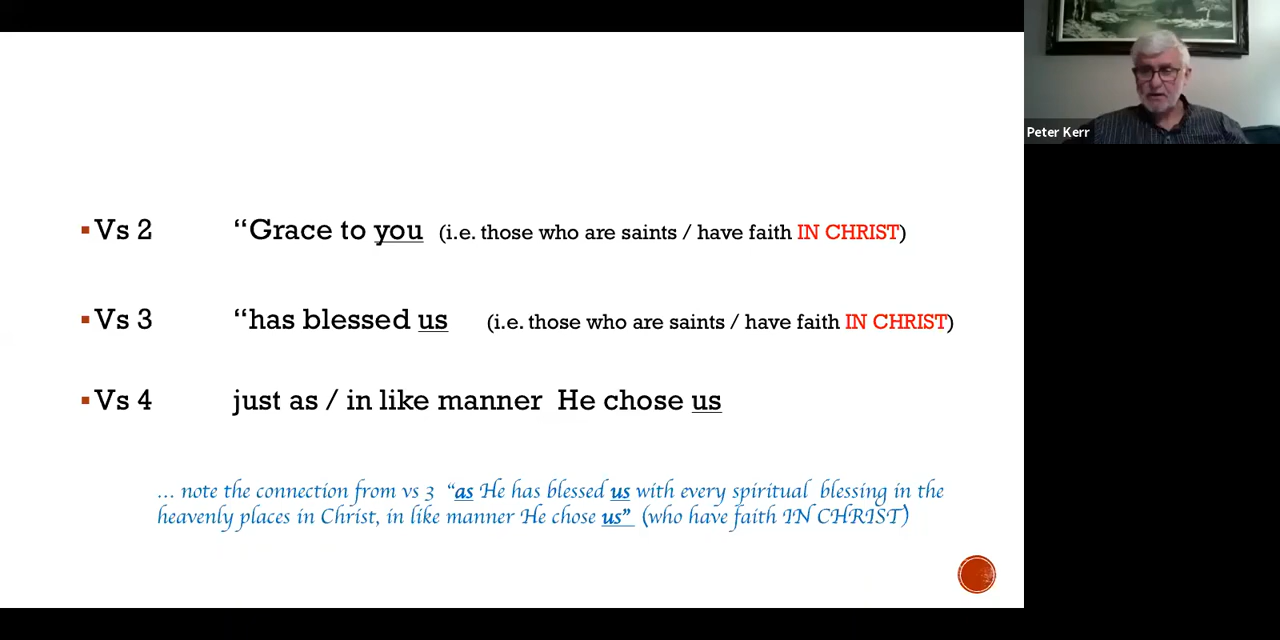 Peter Kerr
▪Vs 2 “Grace to you (i.e. those who are saints / have faith IN CHRIST)
▪Vs 3 “has blessed us (i.e. those who are saints / have faith IN CHRIST)
▪Vs 4 just as / in like manner He chose us
... note the connection from vs 3 “as He has blessed us with every spiritual blessing in the
heavenly places in Christ, in like manner He chose us” (who have faith IN CHRIST)